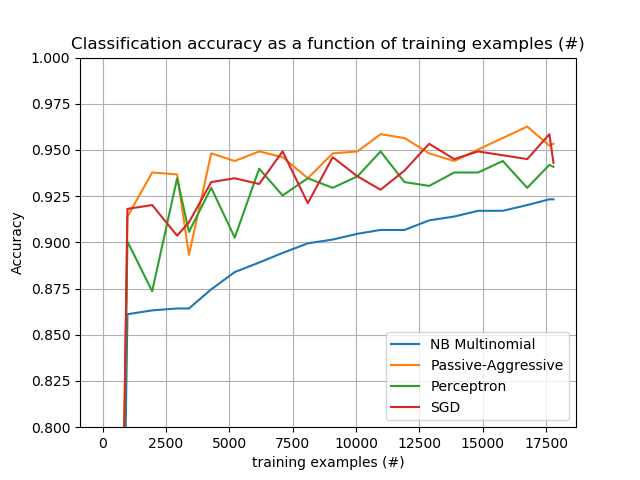 Classification accuracy as a function of training examples (#)
1.000
0.975
0.950
0.925
0.900
0.875
0.850
0.825
0.800
Accuracy
NB Multinomial
Passive-Aggressive
Perceptron
SGD
0 2500 5000 7500 10000 12500 15000 17500
training examples (#)